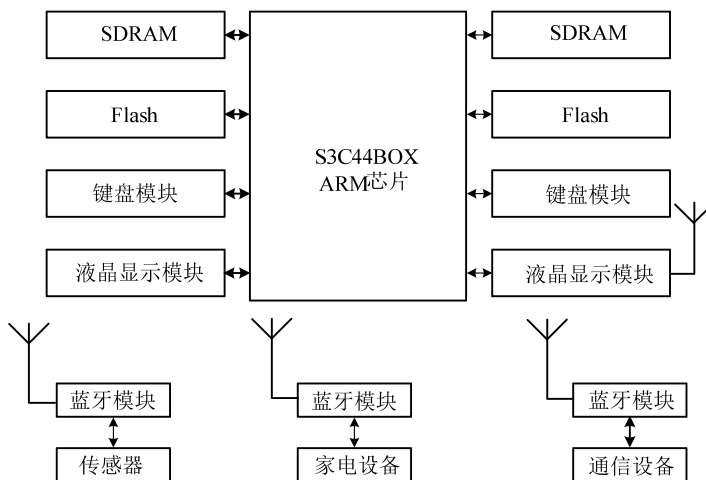 SDRAM
SDRAM
Flash
Flash
S3C44BOX
ARM芯片
键盘模块
键盘模块
液晶显示模块
液晶显示模块
蓝牙模块
蓝牙模块
蓝牙模块
传感器
家电设备
通信设备